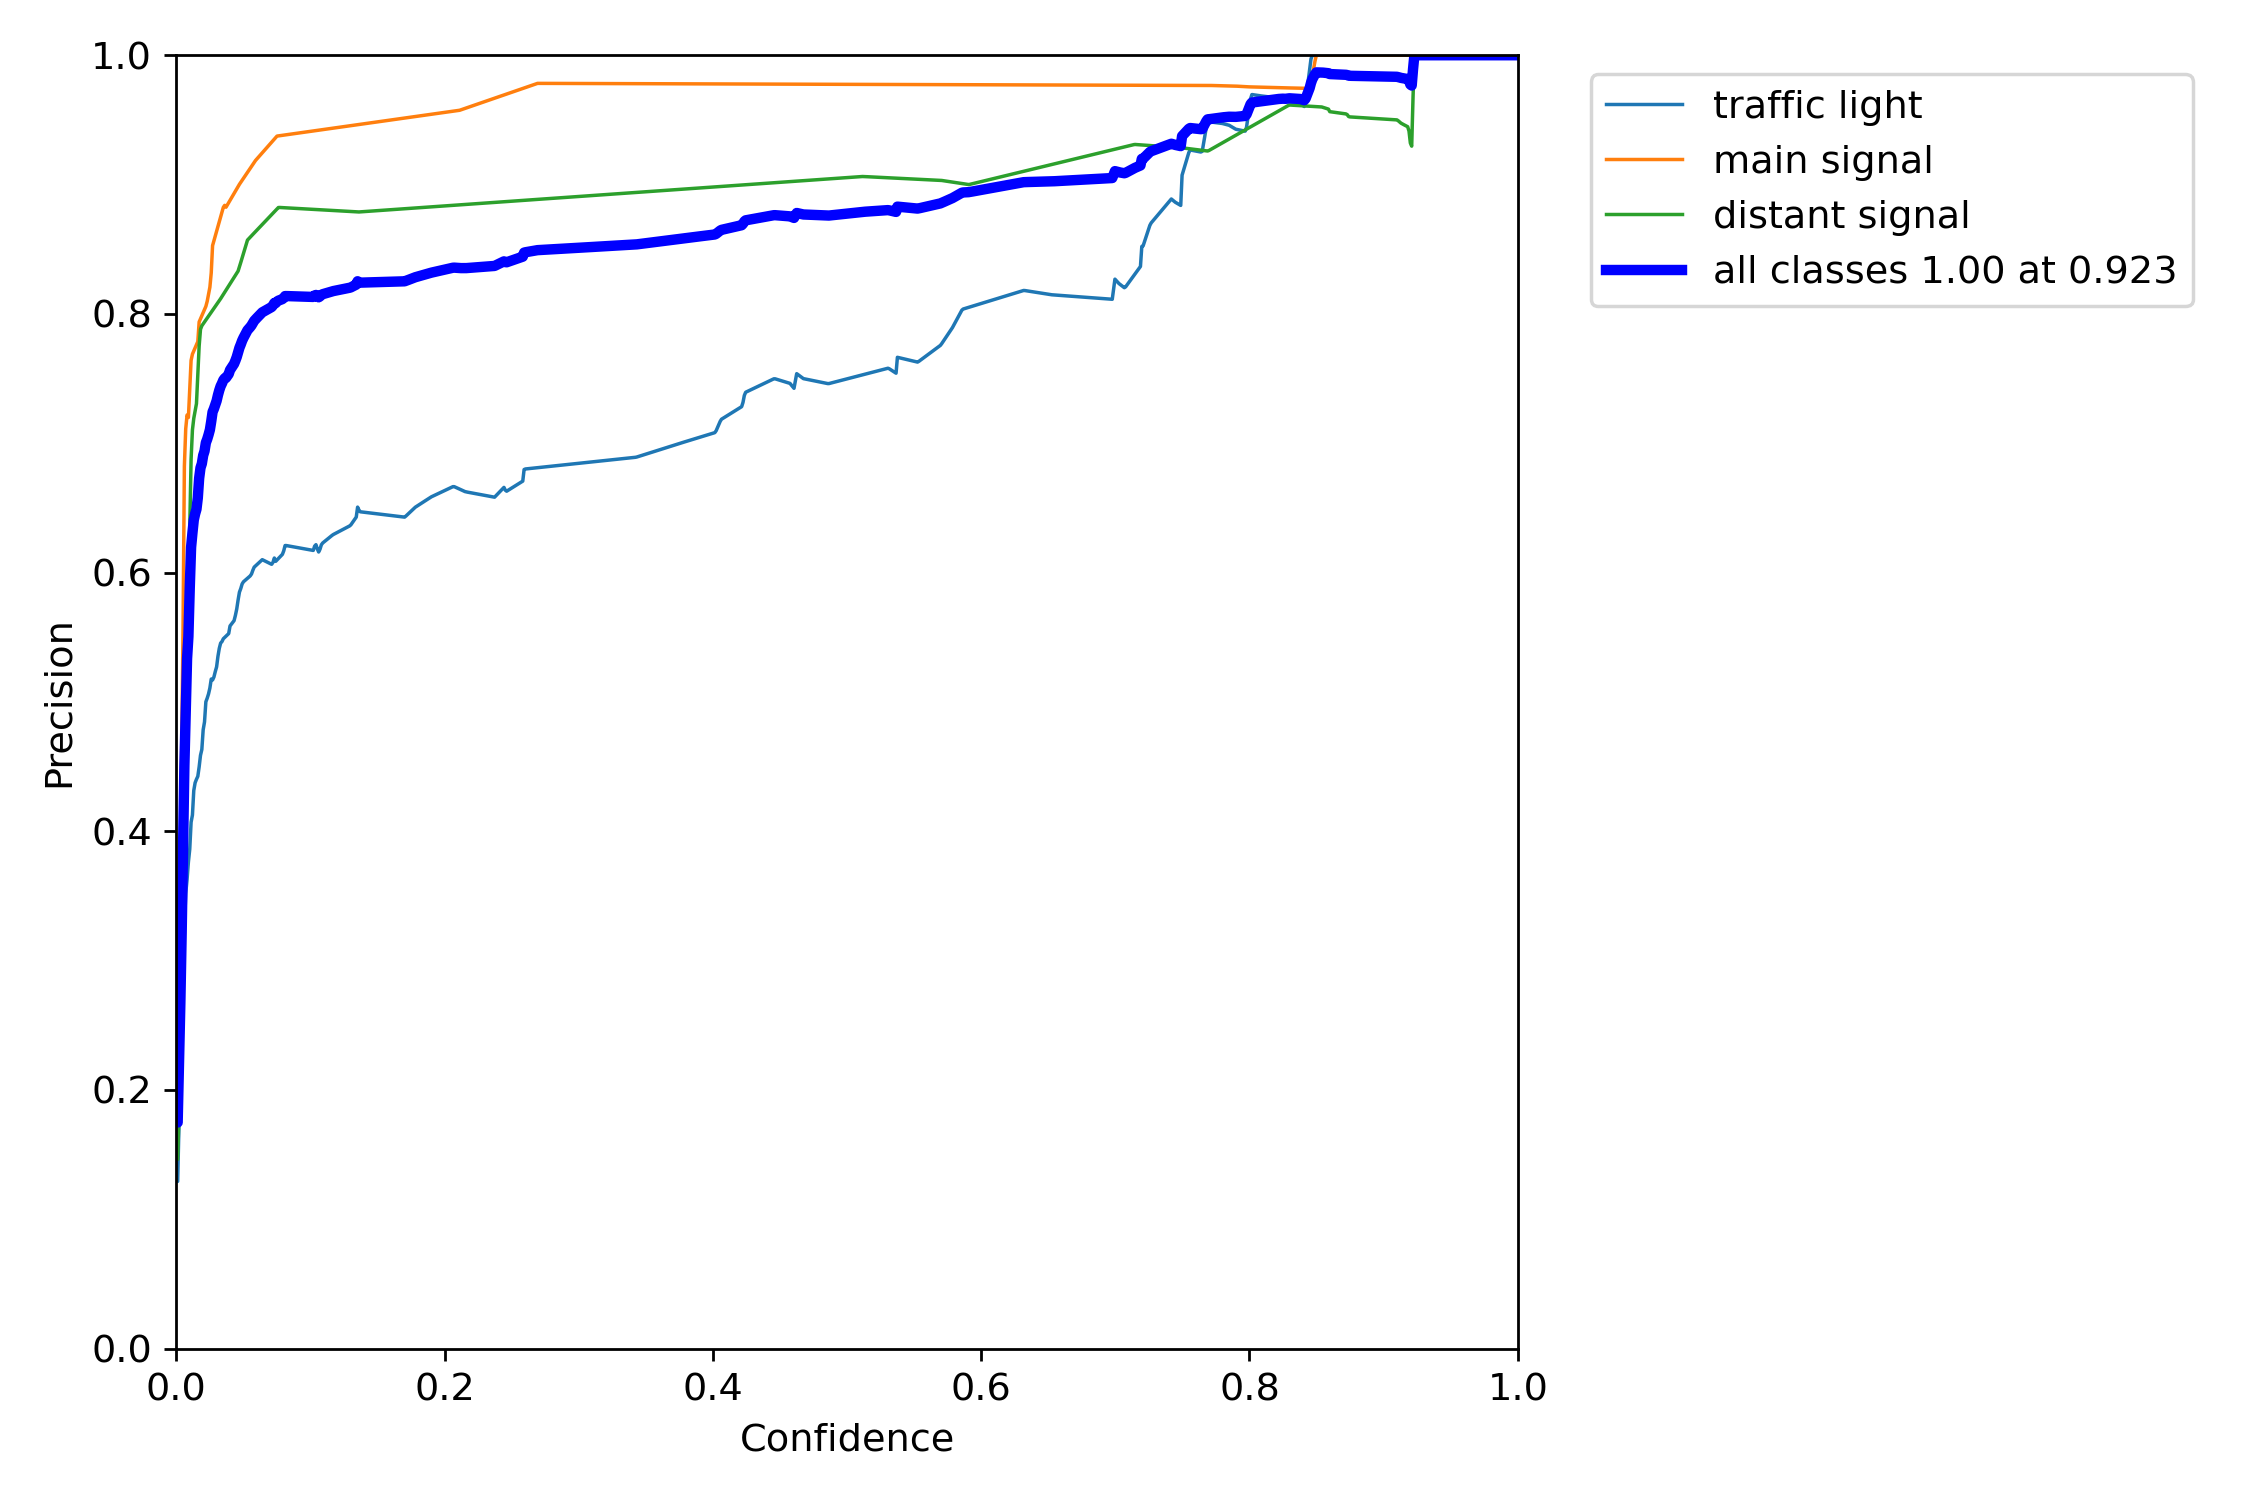 1.0
0.8
0.6
0.4
0.2
0.0
0.0 0.2 0.4 0.6 0.8 1.0
Precision
Confidence
traffic light
main signal
distant signal
all classes 1.00 at 0.923